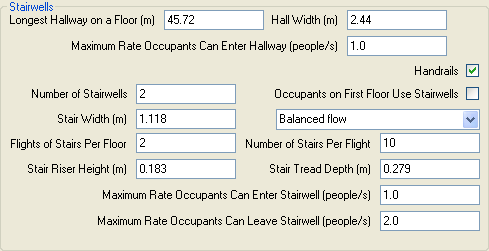 Stairwells
Longest Hallway on a Floor (m) 45.72 Hall Width (m) 2.44
Maximum Rate Occupants Can Enter Hallway (people/s) 1.0
Handrails
Number of Stairwells 2 Occupants on First Floor Use Stairwells
Stair Width (m) 1.118 Balanced flow
Flights of Stairs Per Floor 2 Number of Stairs Per Flight 10
Stair Riser Height (m) 0.183 Stair Tread Depth (m) 0.279
Maximum Rate Occupants Can Enter Stairwell (people/s) 1.0
Maximum Rate Occupants Can Leave Stairwell (people/s) 2.0